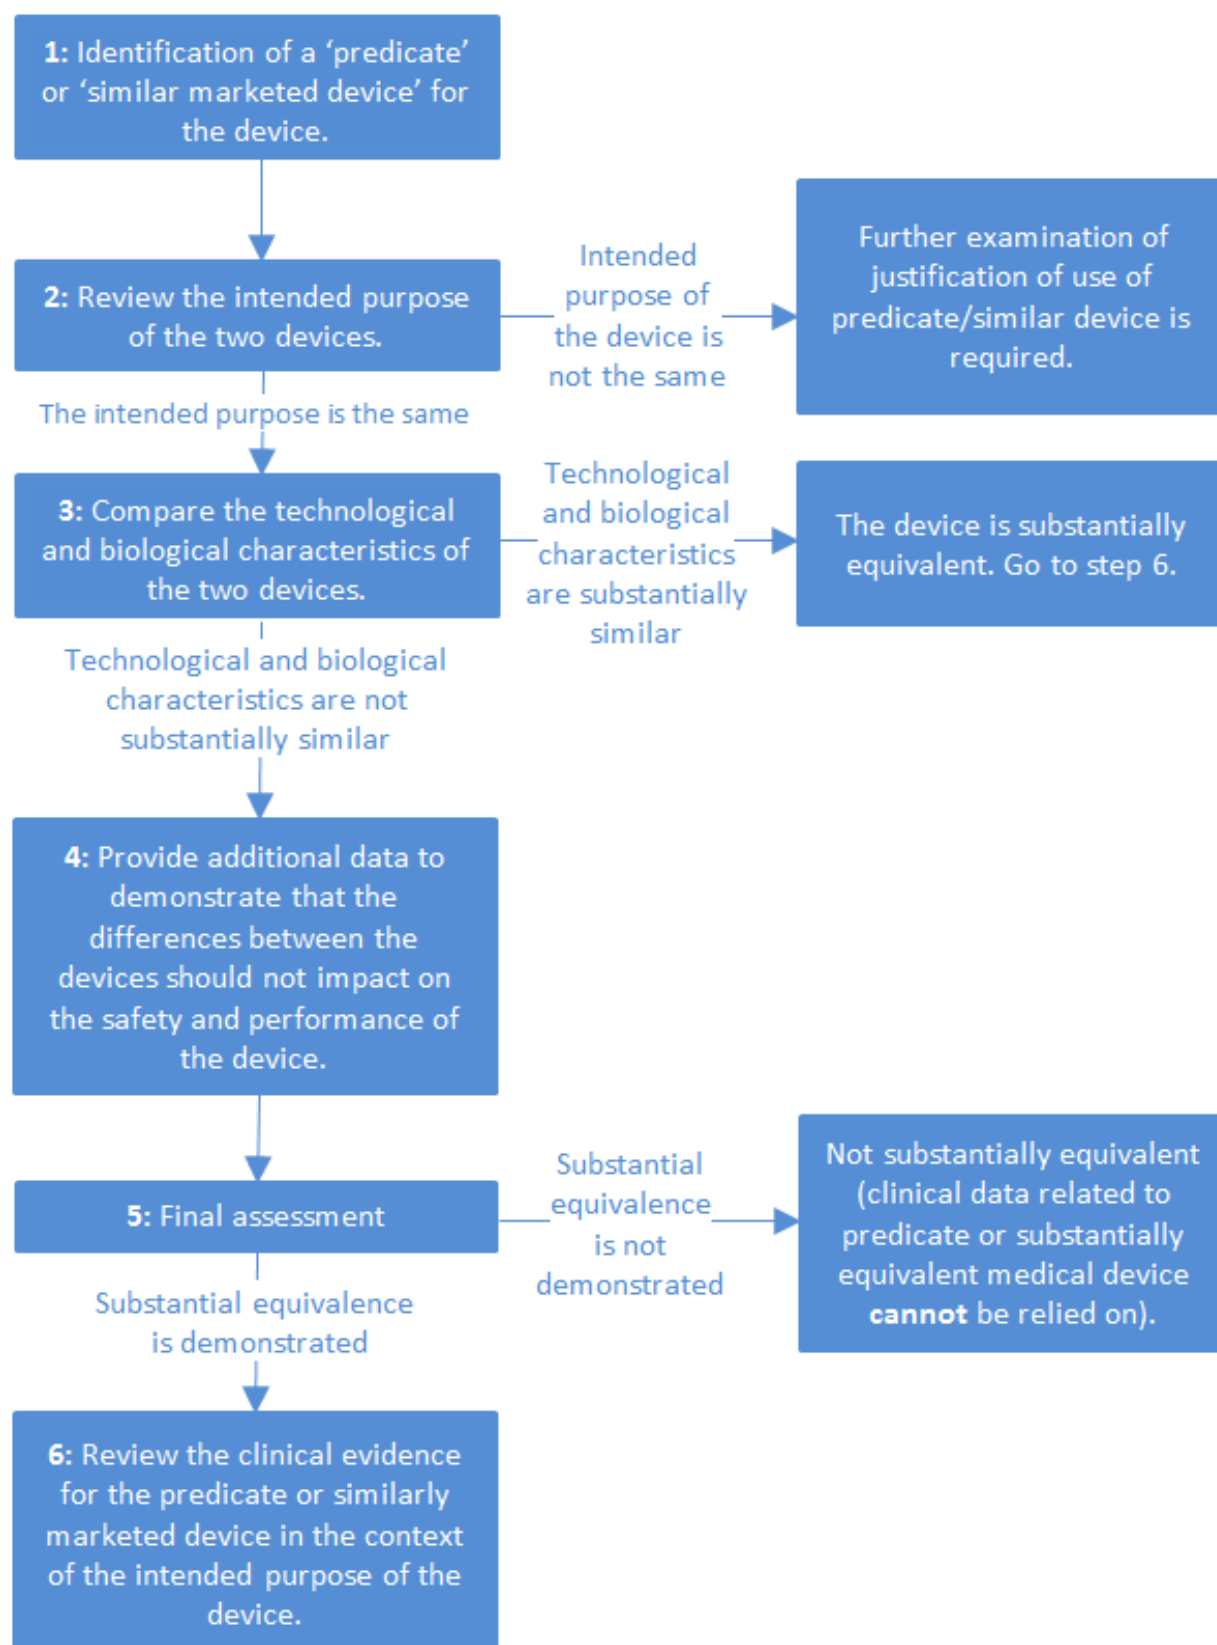 1: Identification of a ‘predicate’
or ‘similar marketed device’ for
the device.
2: Review the intended purpose
of the two devices.
Intended
purpose of
the device is
not the same
Further examination of
justification of use of
predicate/similar device is
required.
The intended purpose is the same
3: Compare the technological
and biological characteristics of
the two devices.
Technological
and biological
characteristics
are substantially
similar
The device is substantially
equivalent. Go to step 6.
Technological and biological
characteristics are not
substantially similar
4: Provide additional data to
demonstrate that the
differences between the
devices should not impact on
the safety and performance of
the device.
5: Final assessment
Substantial
equivalence
is not
demonstrated
Not substantially equivalent
(clinical data related to
predicate or substantially
equivalent medical device
cannot be relied on).
Substantial equivalence
is demonstrated
6: Review the clinical evidence
for the predicate or similarly
marketed device in the context
of the intended purpose of the
device.